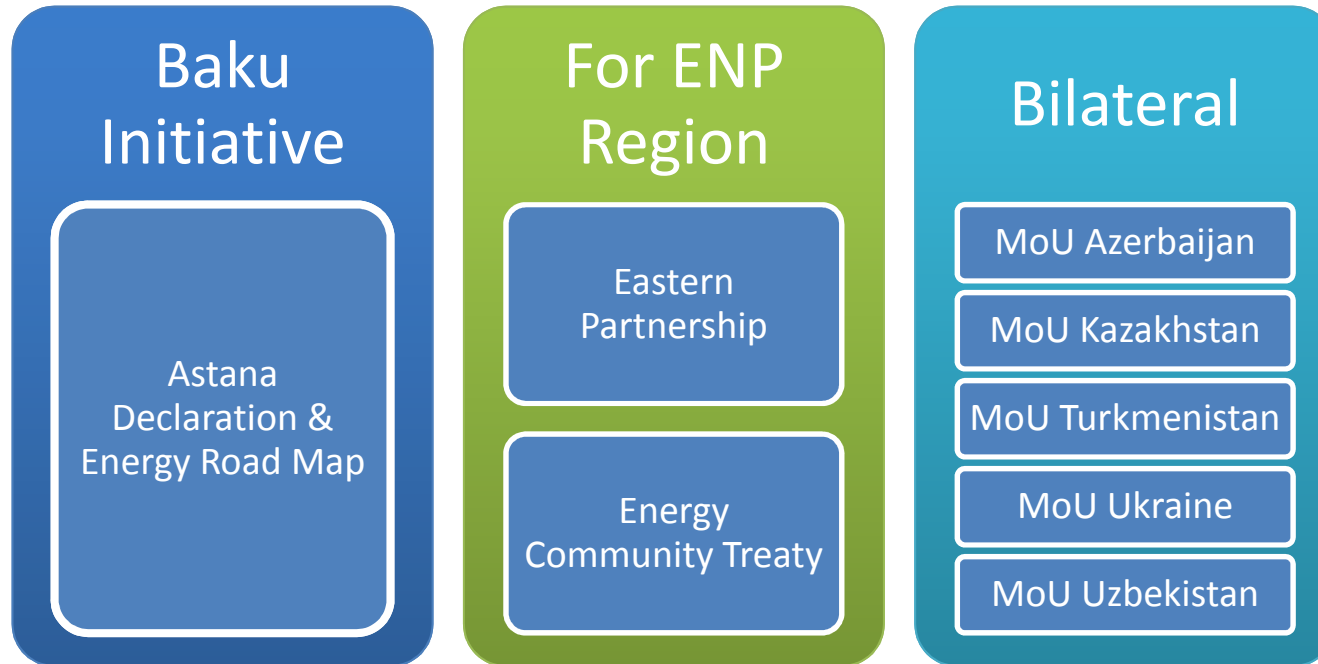 Baku
Initiative
Astana
Declaration &
Energy Road Map
For ENP
Region
Eastern
Partnership
Energy
Community Treaty
Bilateral
MoU Azerbaijan
MoU Kazakhstan
MoU Turkmenistan
MoU Ukraine
MoU Uzbekistan